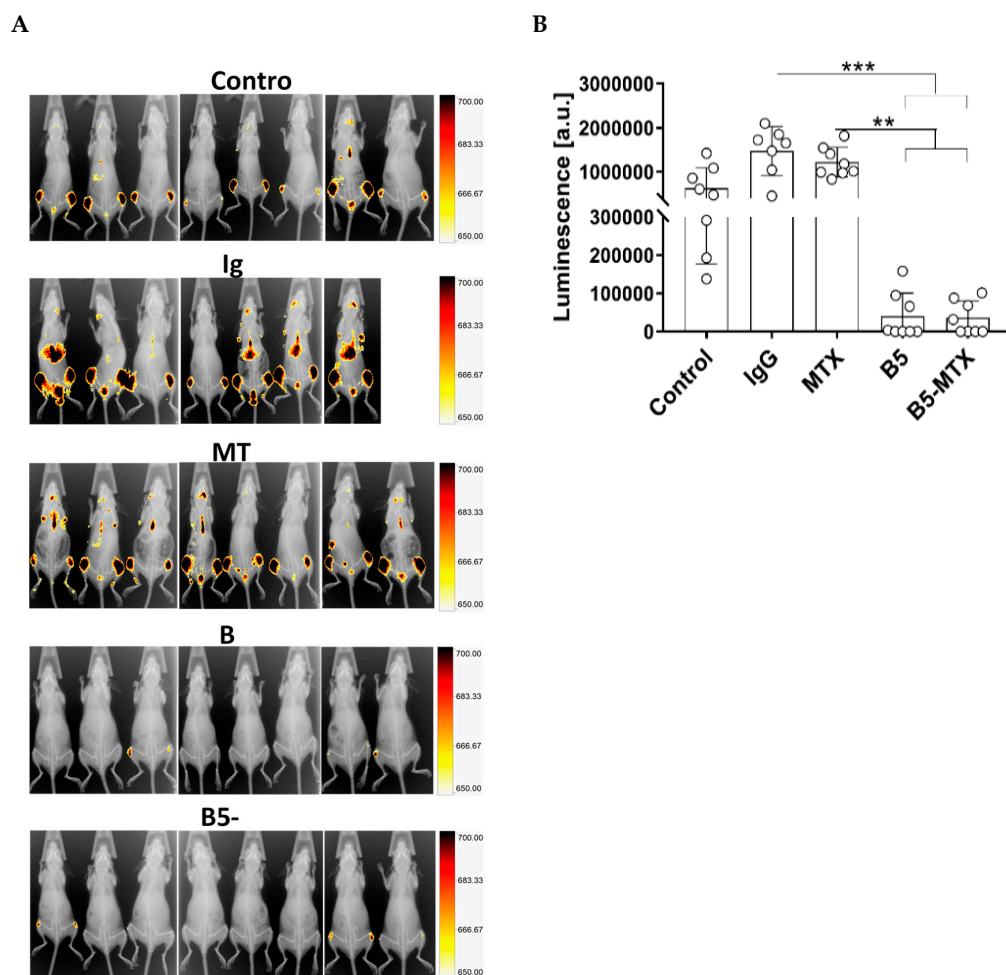 A
B
Contro
700.00
683.33
666.67
650.00
Ig
700.00
683.33
666.67
650.00
MT
700.00
683.33
666.67
650.00
B
700.00
683.33
666.67
650.00
B5-
700.00
683.33
666.67
650.00
Luminescence [a.u.]
3000000
2000000
1000000
300000
200000
100000
0
***
**
Control
IgG
MTX
B5
B5-MTX